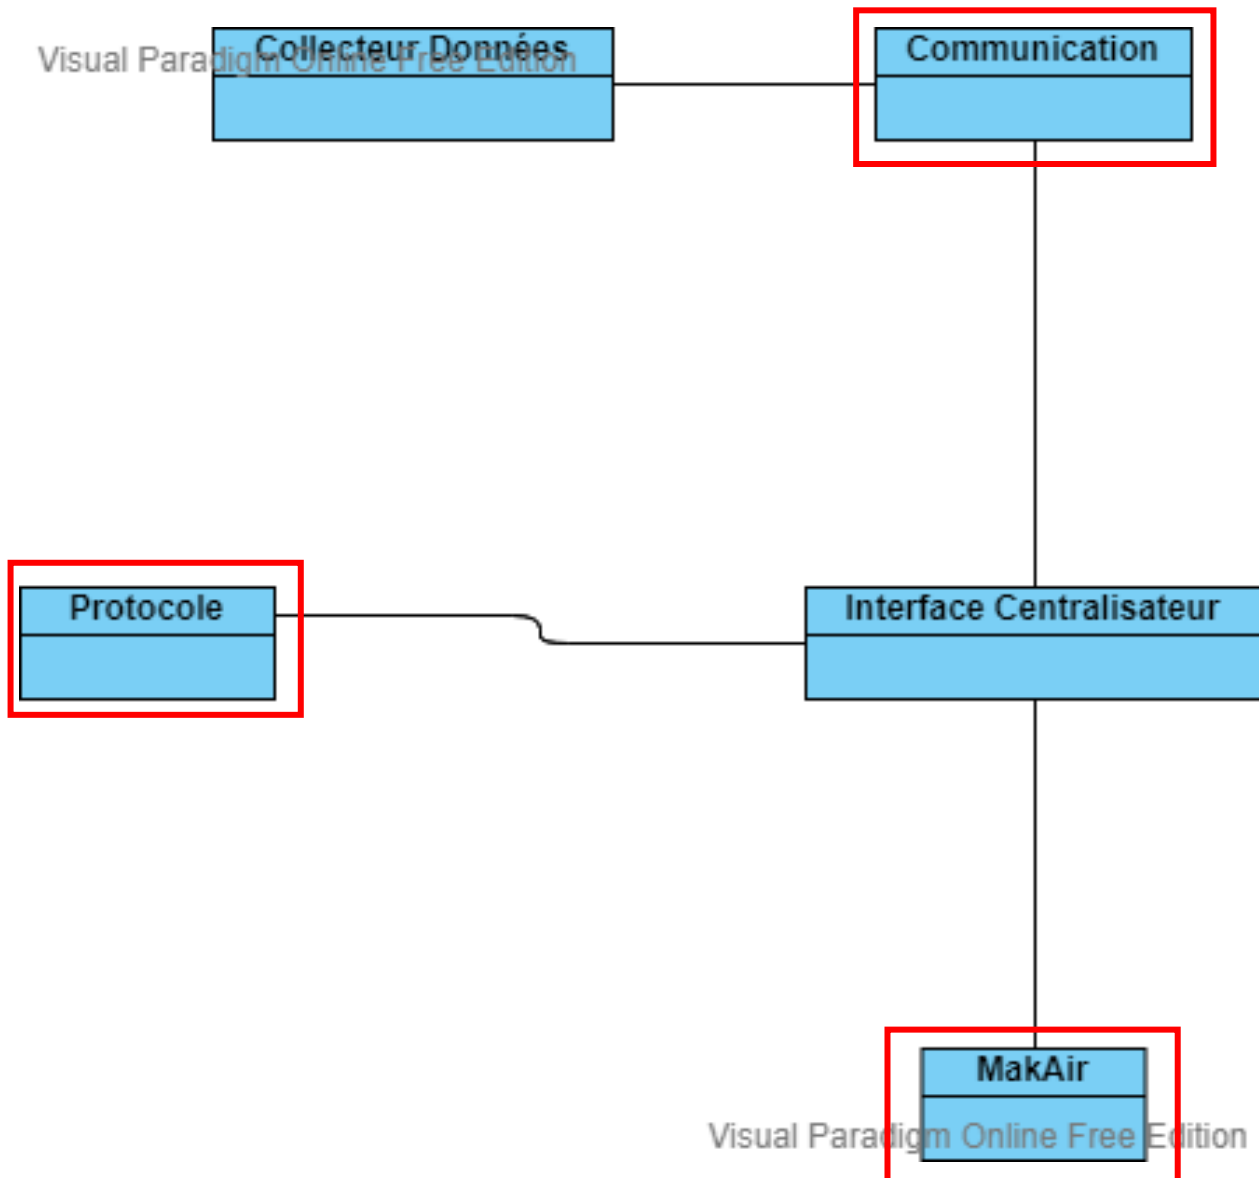 Collecteur Données
Visual Paradigm Online Free Edition
Communication
Protocole
Interface Centralisateur
MakAir
Visual Paradigm Online Free Edition